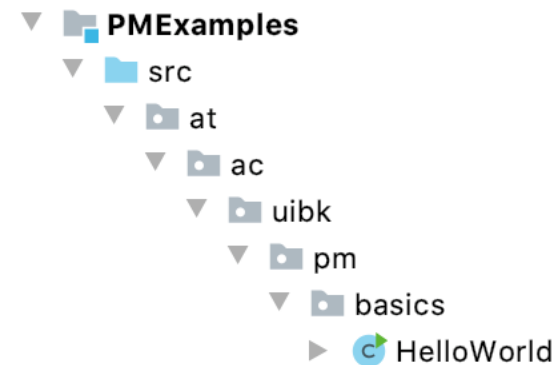 PMExamples
src
at
ac
uibk
pm
basics
C HelloWorld